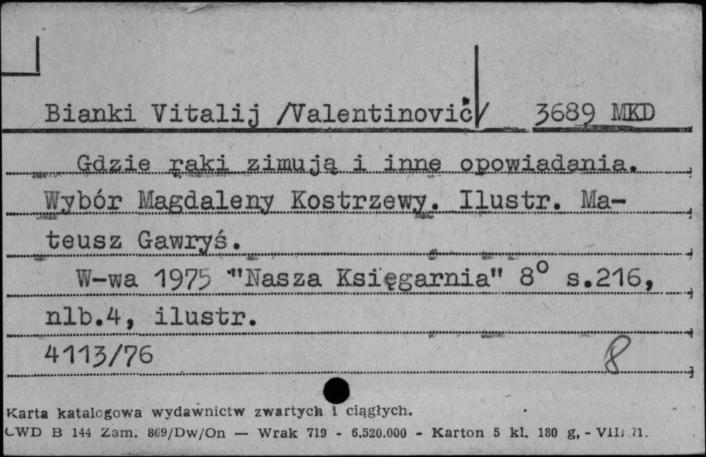 Bianki Vitalij /Valentinovič/ 3689 MKD
Gdzie raki zimują i inne opowiadania.
Wybór Magdaleny Kostrzewy. Ilustr. Ma-
teusz Gawryś.
W-wa 1975 "Nasza Księgarnia" 8° s.216,
nlb.4, ilustr.
4113/76 8
Karta katalogowa wydawnictw zwartych i ciągłych.
CWD B 144 Zam. 869/Dw/On — Wrak 719 - 6.520.000 - Karton 5 kl. 180 g, - VIII 71.